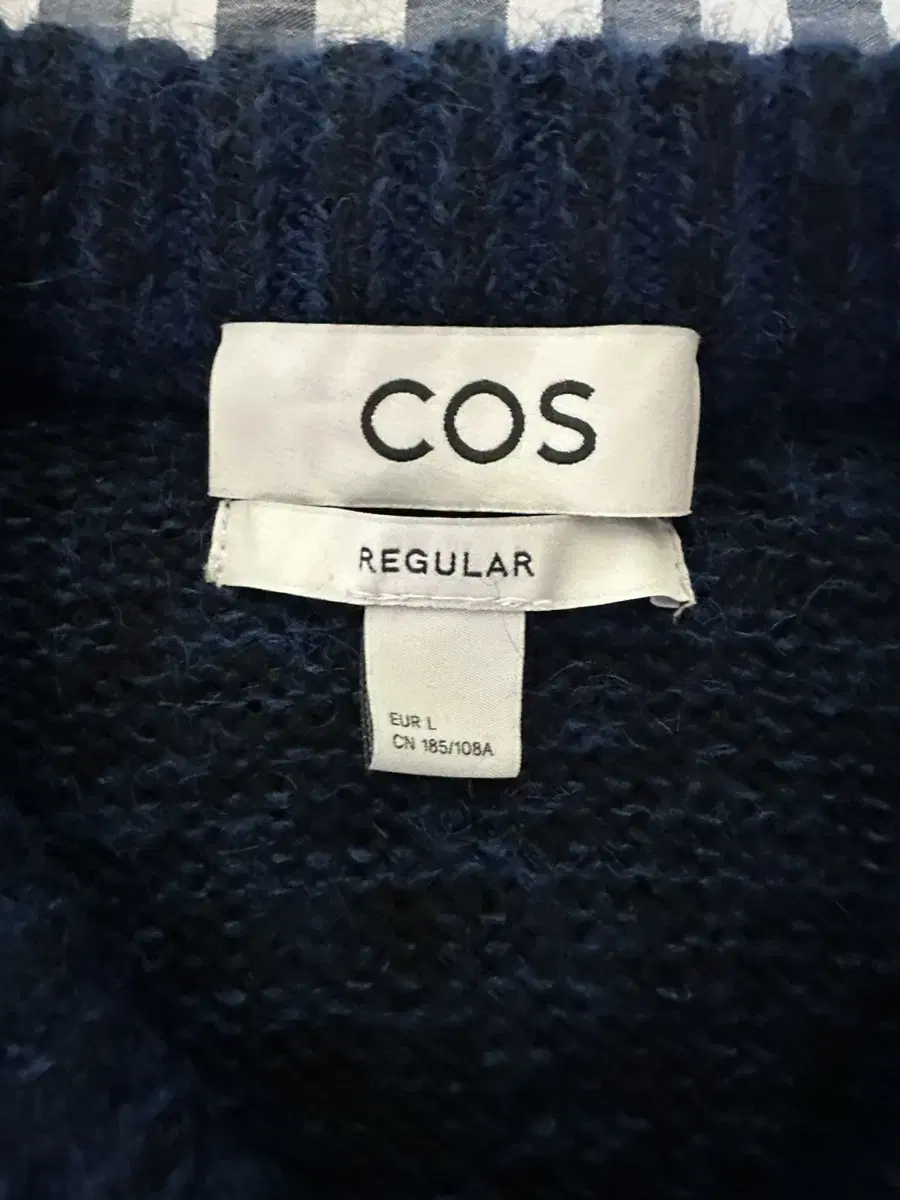 COS
REGULAR
EUR L
CN 185/108A